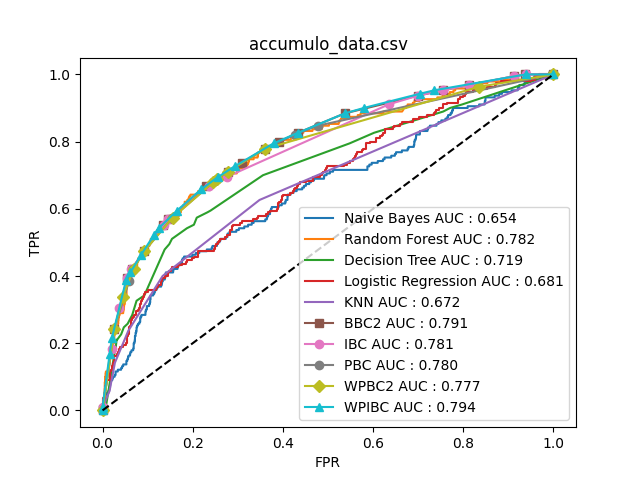 accumulo_data.csv
TPR
1.0
0.8
0.6
0.4
0.2
0.0
Naive Bayes AUC : 0.654
Random Forest AUC : 0.782
Decision Tree AUC : 0.719
Logistic Regression AUC : 0.681
KNN AUC : 0.672
BBC2 AUC : 0.791
IBC AUC : 0.781
PBC AUC : 0.780
WPBC2 AUC : 0.777
WPIBC AUC : 0.794
0.0 0.2 0.4 0.6 0.8 1.0
FPR